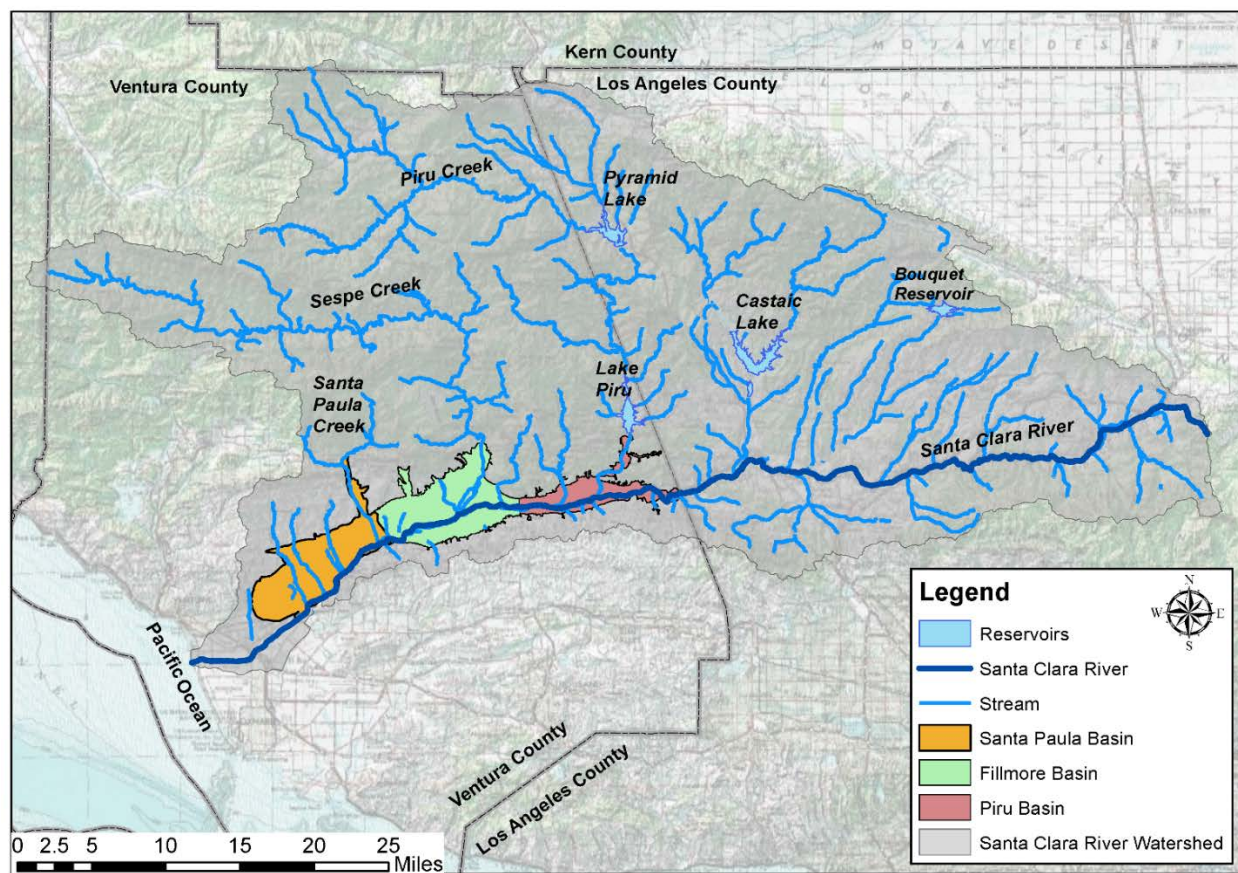 Kern County
MOJAVE DESERT
Ventura County
Los Angeles County
Piru Creek
Pyramid
Lake
Bouquet
Reservoir
Sespe Creek
Castaic
Lake
Santa
Paula
Creek
Lake
Piru
Santa Clara River
Pacific Ocean
Ventura County
Los Angeles County
Legend
N
W E
S
Reservoirs
Santa Clara River
Stream
Santa Paula Basin
Fillmore Basin
Piru Basin
Santa Clara River Watershed
0 2.5 5 10 15 20 25
Miles